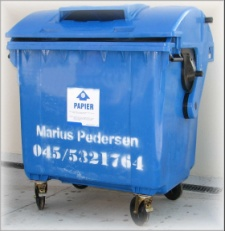 PAPIER
Marius Pedersen
045/5321764